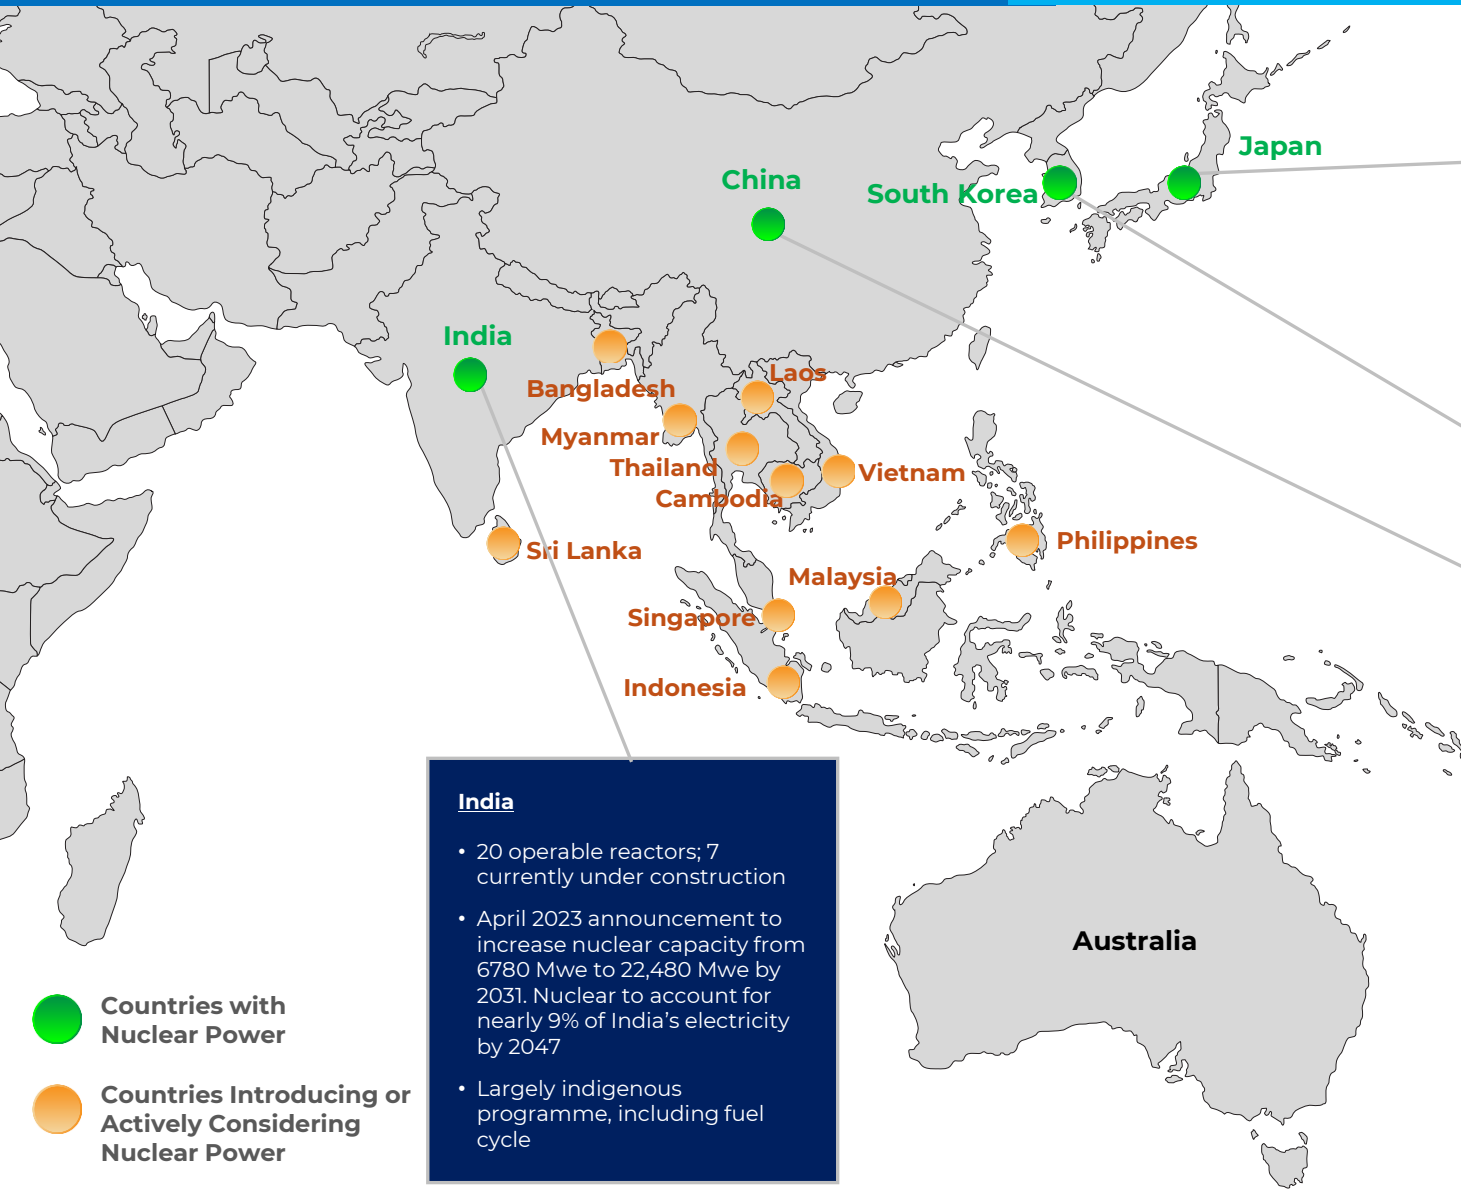 Japan
China
South Korea
India
Bangladesh
Laos
Myanmar
Thailand
Cambodia
Vietnam
Sri Lanka
Philippines
Malaysia
Singapore
Indonesia
India
• 20 operable reactors; 7
currently under construction
• April 2023 announcement to
increase nuclear capacity from
6780 Mwe to 22,480 Mwe by
2031. Nuclear to account for
nearly 9% of India’s electricity
by 2047
• Largely indigenous
programme, including fuel
cycle
Australia
Countries with
Nuclear Power
Countries Introducing or
Actively Considering
Nuclear Power